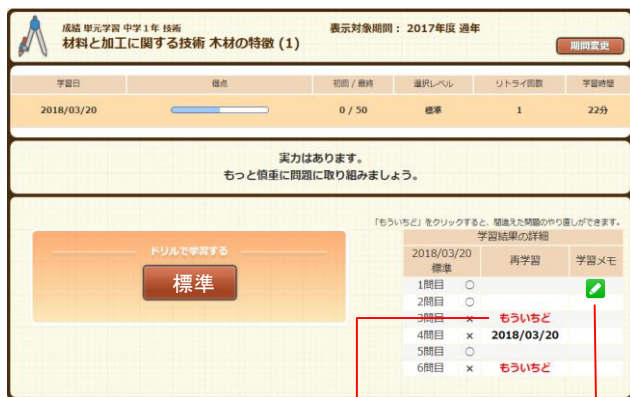 成績 単元学習 中学1年 技術
材料と加工に関する技術 木材の特徴 (1)
表示対象期間： 2017年度 過年
期間変更
学習日 得点 初回 / 最終 選択レベル リトライ回数 学習時間
2018/03/20 0 / 50 標準 1 22分
実力はあります。
もっと慎重に問題に取り組みましょう。
「もういちど」をクリックすると、間違えた問題のやり直しができます。
ドリルで学習する
標準
学習結果の詳細
2018/03/20 標準 再学習 学習メモ
1問目 ○
2問目 ○
3問目 × もういちど
4問目 × 2018/03/20
5問目 ○
6問目 × もういちど